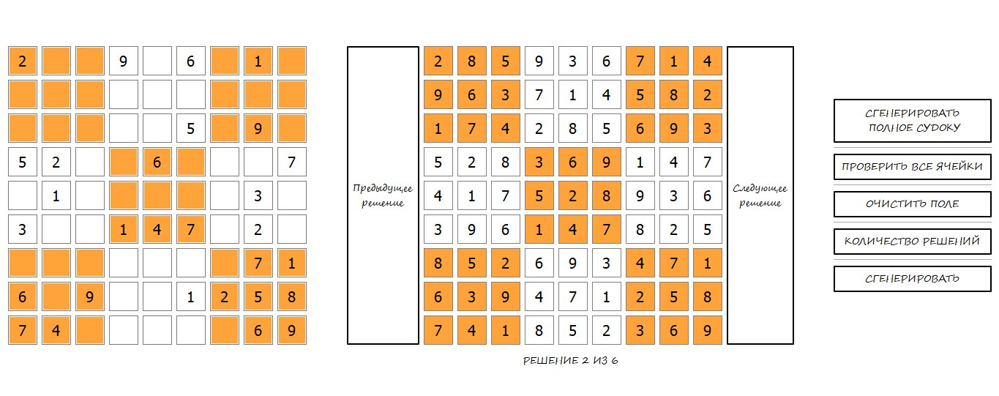 2 9 6 1
5 9
5 2 6 7
1 3
3 1 4 7 2
7 1
6 9 1 2 5 8
7 4 6 9
Предыдущее
решение
2 8 5 9 3 6 7 1 4
9 6 3 7 1 4 5 8 2
1 7 4 2 8 5 6 9 3
5 2 8 3 6 9 1 4 7
4 1 7 5 2 8 9 3 6
3 9 6 1 4 7 8 2 5
8 5 2 6 9 3 4 7 1
6 3 9 4 7 1 2 5 8
7 4 1 8 5 2 3 6 9
Следующее
решение
РЕШЕНИЕ 2 ИЗ 6
СГЕНЕРИРОВАТЬ
ПОЛНОЕ СУДОКУ
ПРОВЕРИТЬ ВСЕ ЯЧЕЙКИ
ОЧИСТИТЬ ПОЛЕ
КОЛИЧЕСТВО РЕШЕНИЙ
СГЕНЕРИРОВАТЬ